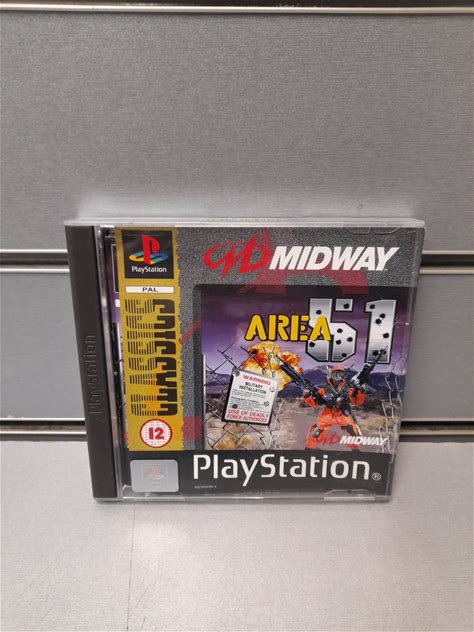 PlayStation
PlayStation
PAL
CLASSICS
12
MIDWAY
AREA 51
WARNING
MILITARY
INSTALLATION
USE OF DEADLY
FORCE AUTHORIZED
MIDWAY
PlayStation®